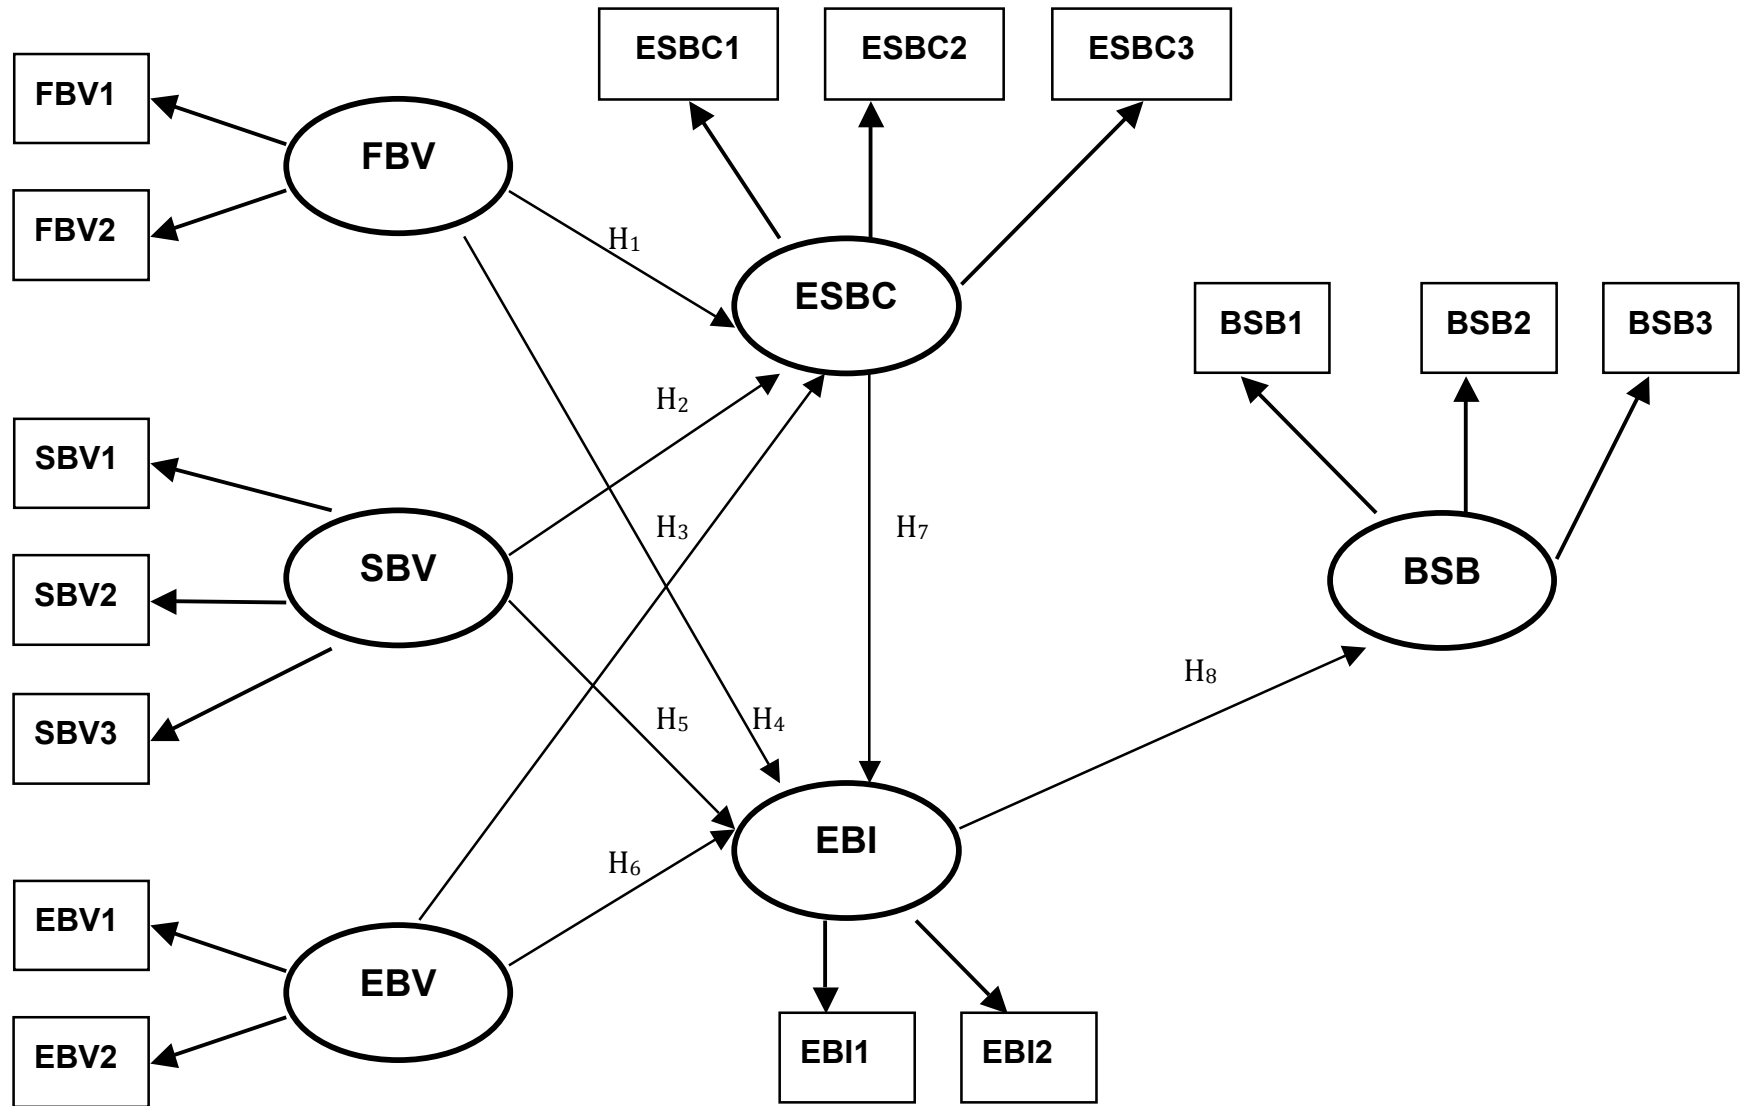 ESBC1
ESBC2
ESBC3
FBV1
FBV
FBV2
H1
ESBC
BSB1
BSB2
BSB3
H2
SBV1
H3
H7
SBV
BSB
SBV2
H8
SBV3
H5
H4
EBI
H6
EBV1
EBV
EBV2
EBI1
EBI2